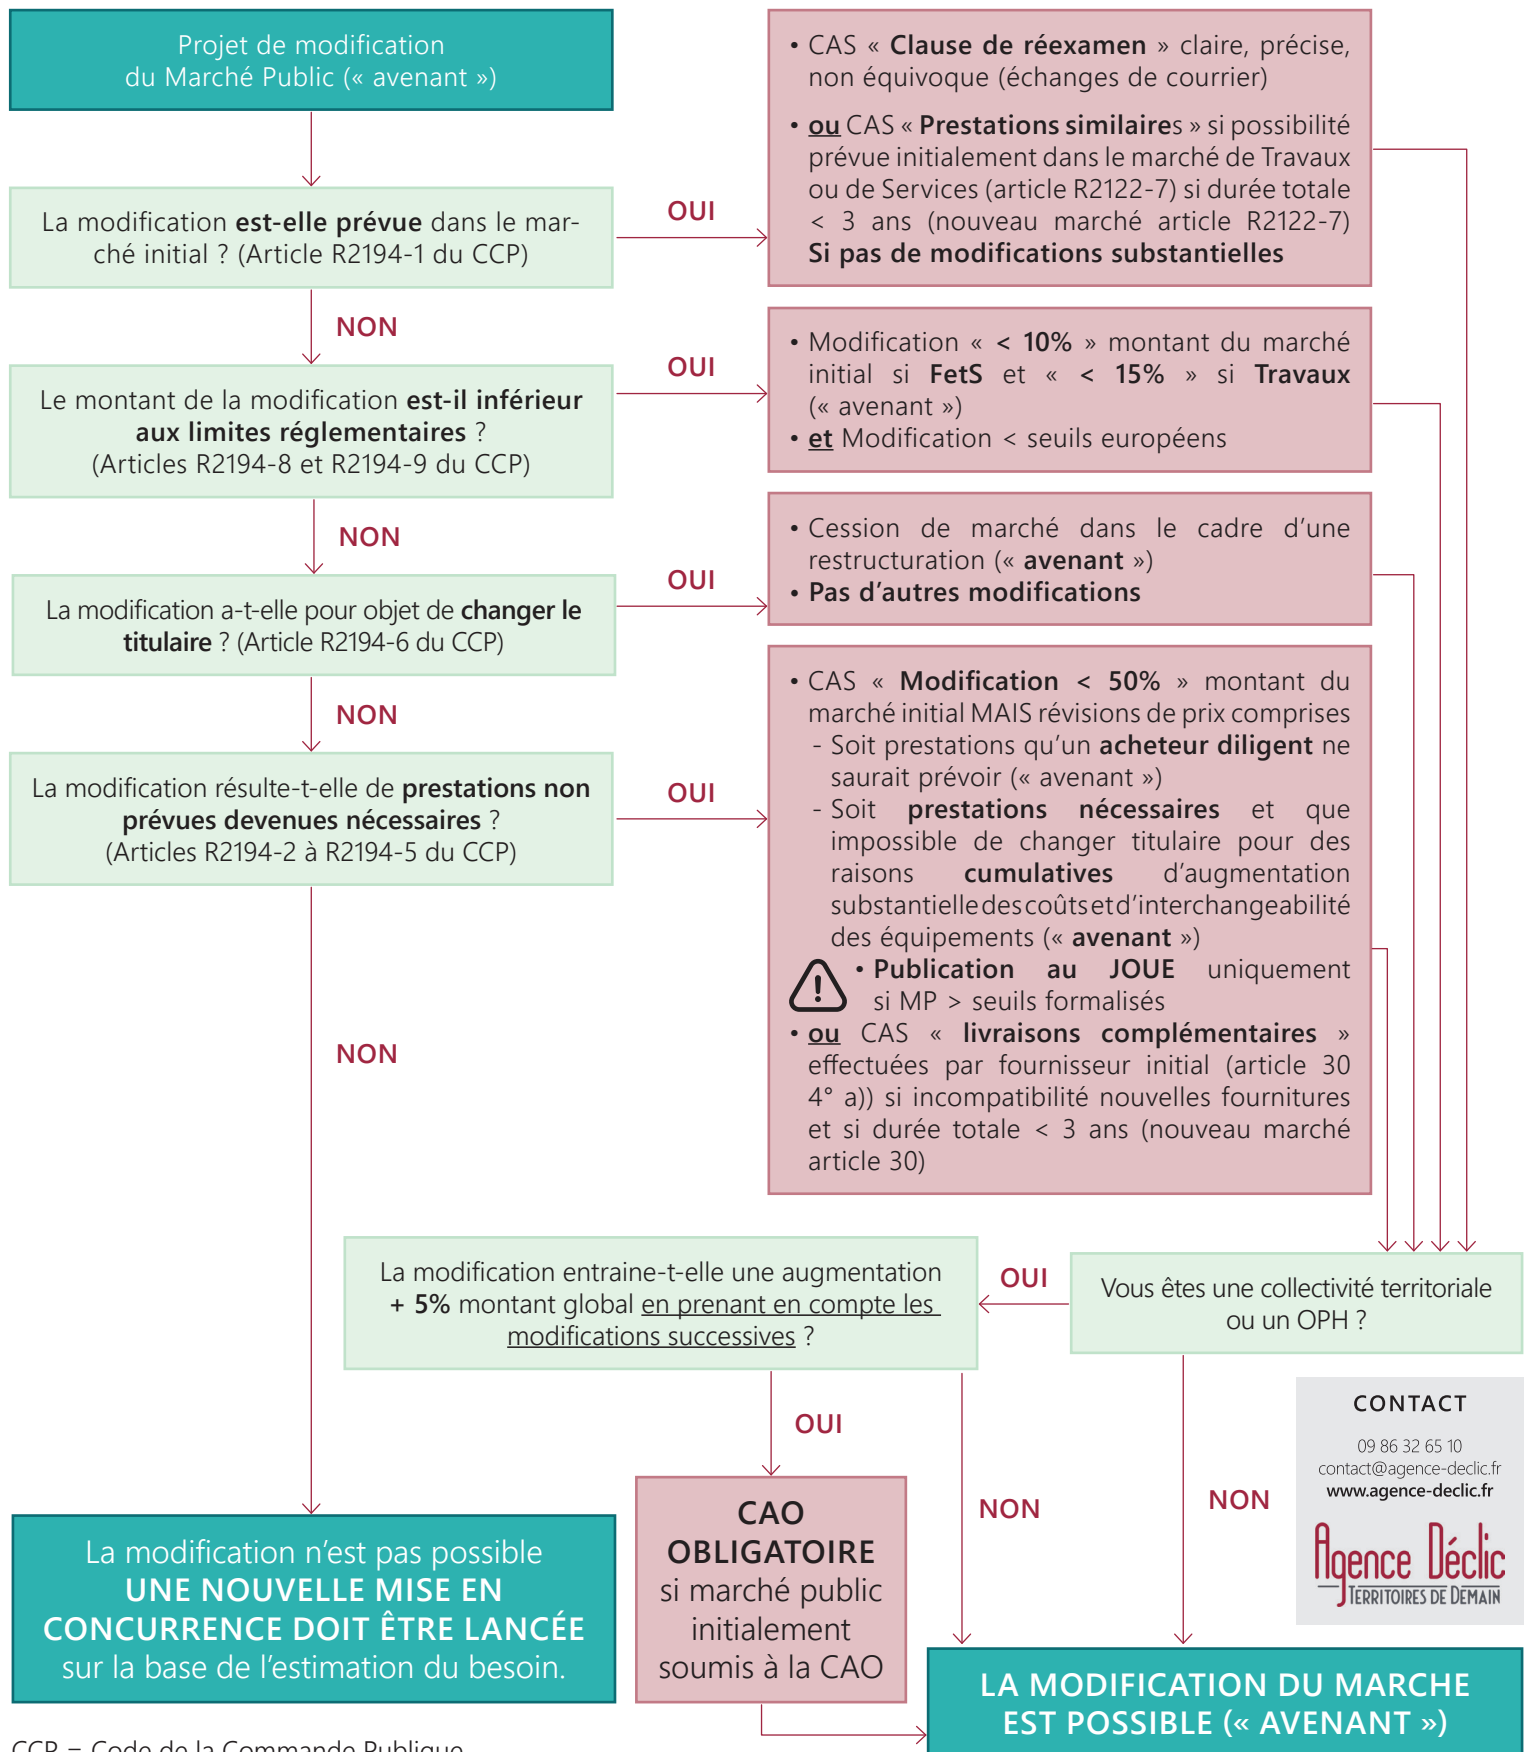 Projet de modification
du Marché Public (« avenant »)
La modification est-elle prévue dans le mar-
ché initial ? (Article R2194-1 du CCP)
OUI
• CAS « Clause de réexamen » claire, précise,
non équivoque (échanges de courrier)
• ou CAS « Prestations similaires » si possibilité
prévue initialement dans le marché de Travaux
ou de Services (article R2122-7) si durée totale
< 3 ans (nouveau marché article R2122-7)
Si pas de modifications substantielles
NON
Le montant de la modification est-il inférieur
aux limites réglementaires ?
(Articles R2194-8 et R2194-9 du CCP)
OUI
• Modification « < 10% » montant du marché
initial si FetS et « < 15% » si Travaux
(« avenant »)
• et Modification < seuils européens
NON
La modification a-t-elle pour objet de changer le
titulaire ? (Article R2194-6 du CCP)
OUI
• Cession de marché dans le cadre d'une
restructuration (« avenant »)
• Pas d'autres modifications
NON
La modification résulte-t-elle de prestations non
prévues devenues nécessaires ?
(Articles R2194-2 à R2194-5 du CCP)
OUI
• CAS « Modification < 50% » montant du
marché initial MAIS révisions de prix comprises
- Soit prestations qu'un acheteur diligent ne
saurait prévoir (« avenant »)
- Soit prestations nécessaires et que
impossible de changer titulaire pour des
raisons cumulatives d'augmentation
substantielle des coûts et d'interchangeabilité
des équipements (« avenant »)
• Publication au JOUE uniquement
si MP > seuils formalisés
• ou CAS « livraisons complémentaires »
effectuées par fournisseur initial (article 30
4° a)) si incompatibilité nouvelles fournitures
et si durée totale < 3 ans (nouveau marché
article 30)
NON
Vous êtes une collectivité territoriale
ou un OPH ?
OUI
La modification entraine-t-elle une augmentation
+ 5% montant global en prenant en compte les
modifications successives ?
OUI
NON
NON
CONTACT
09 86 32 65 10
contact@agence-declic.fr
www.agence-declic.fr
Agence Déclic
TERRITOIRES DE DEMAIN
La modification n'est pas possible
UNE NOUVELLE MISE EN
CONCURRENCE DOIT ÊTRE LANCÉE
sur la base de l'estimation du besoin.
CAO
OBLIGATOIRE
si marché public
initialement
soumis à la CAO
LA MODIFICATION DU MARCHE
EST POSSIBLE (« AVENANT »)
CCP = Code de la Commande Publique